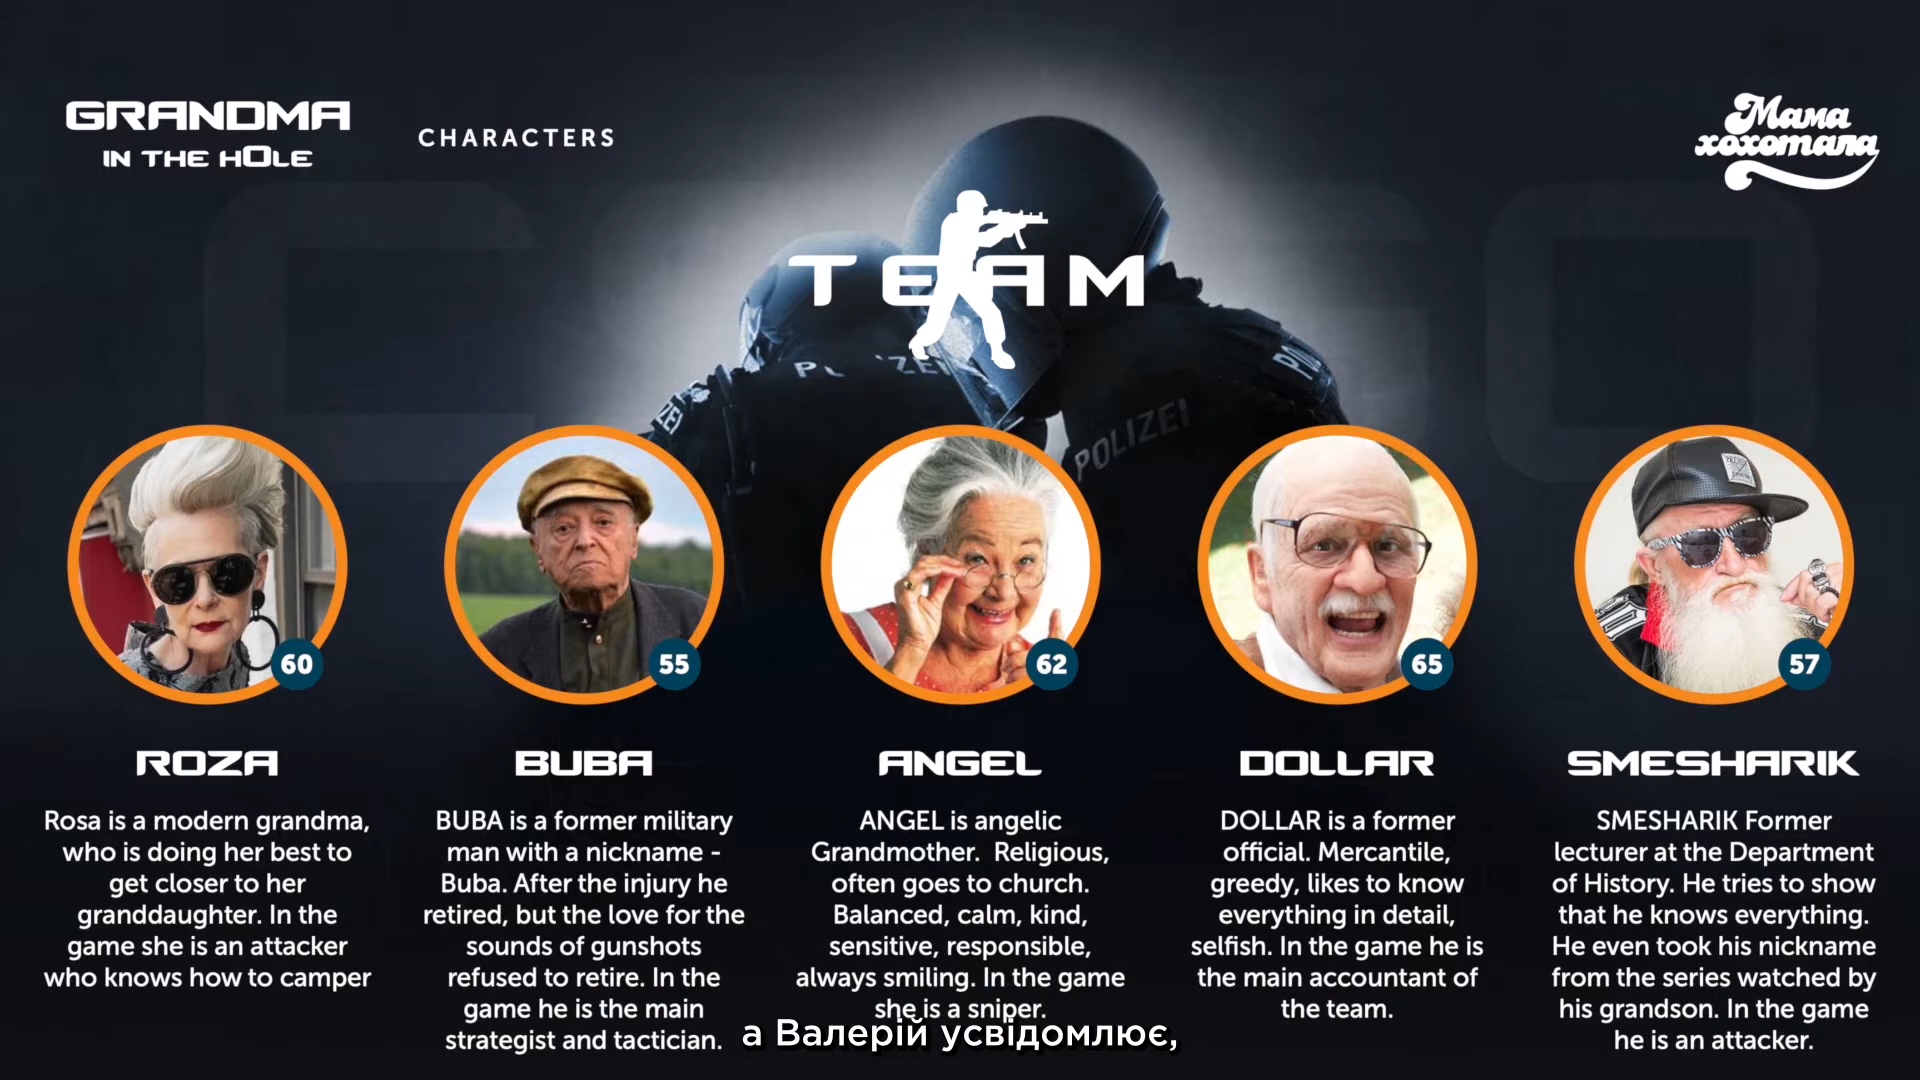 GRANDMA
IN THE HOLE
CHARACTERS
Мама
хохотала
TEAM
POLIZEI
60
55
62
65
57
ROZA
Rosa is a modern grandma,
who is doing her best to
get closer to her
granddaughter. In the
game she is an attacker
who knows how to camper
BUBA
BUBA is a former military
man with a nickname -
Buba. After the injury he
retired, but the love for the
sounds of gunshots
refused to retire. In the
game he is the main
strategist and tactician.
ANGEL
ANGEL is angelic
Grandmother. Religious,
often goes to church.
Balanced, calm, kind,
sensitive, responsible,
always smiling. In the game
she is a sniper.
DOLLAR
DOLLAR is a former
official. Mercantile,
greedy, likes to know
everything in detail,
selfish. In the game he is
the main accountant of
the team.
SMESHARIK
SMESHARIK Former
lecturer at the Department
of History. He tries to show
that he knows everything.
He even took his nickname
from the series watched by
his grandson. In the game
he is an attacker.
а Валерій усвідомлює,